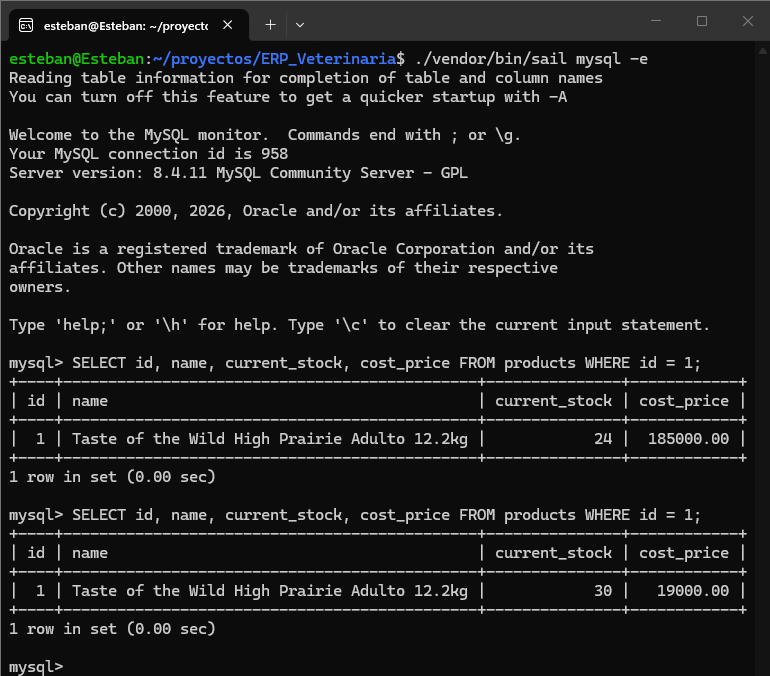 esteban@Esteban: ~/proyecto
esteban@Esteban:~/proyectos/ERP_Veterinaria$ ./vendor/bin/sail mysql -e
Reading table information for completion of table and column names
You can turn off this feature to get a quicker startup with -A

Welcome to the MySQL monitor.  Commands end with ; or \g.
Your MySQL connection id is 958
Server version: 8.4.11 MySQL Community Server - GPL

Copyright (c) 2000, 2026, Oracle and/or its affiliates.

Oracle is a registered trademark of Oracle Corporation and/or its
affiliates. Other names may be trademarks of their respective
owners.

Type 'help;' or '\h' for help. Type '\c' to clear the current input statement.

mysql> SELECT id, name, current_stock, cost_price FROM products WHERE id = 1;
+----+----------------------------------------------+---------------+------------+
| id | name                                         | current_stock | cost_price |
+----+----------------------------------------------+---------------+------------+
|  1 | Taste of the Wild High Prairie Adulto 12.2kg |            24 |  185000.00 |
+----+----------------------------------------------+---------------+------------+
1 row in set (0.00 sec)

mysql> SELECT id, name, current_stock, cost_price FROM products WHERE id = 1;
+----+----------------------------------------------+---------------+------------+
| id | name                                         | current_stock | cost_price |
+----+----------------------------------------------+---------------+------------+
|  1 | Taste of the Wild High Prairie Adulto 12.2kg |            30 |   19000.00 |
+----+----------------------------------------------+---------------+------------+
1 row in set (0.00 sec)

mysql>